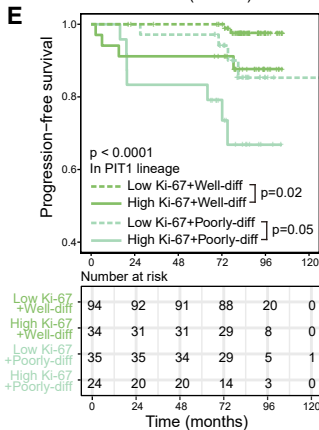 E
1.0
0.8
0.6
0.4
Progression−free survival
p < 0.0001
In PIT1 lineage
Low Ki-67+Well-diff
High Ki-67+Well-diff
p=0.02
Low Ki-67+Poorly-diff
High Ki-67+Poorly-diff
p=0.05
0 24 48 72 96 120
Number at risk
Low Ki-67
+Well-diff 94 92 91 88 20 0
High Ki-67
+Well-diff 34 31 31 29 8 0
Low Ki-67
+Poorly-diff 35 35 34 29 5 1
High Ki-67
+Poorly-diff 24 20 20 14 3 0
0 24 48 72 96 120
Time (months)